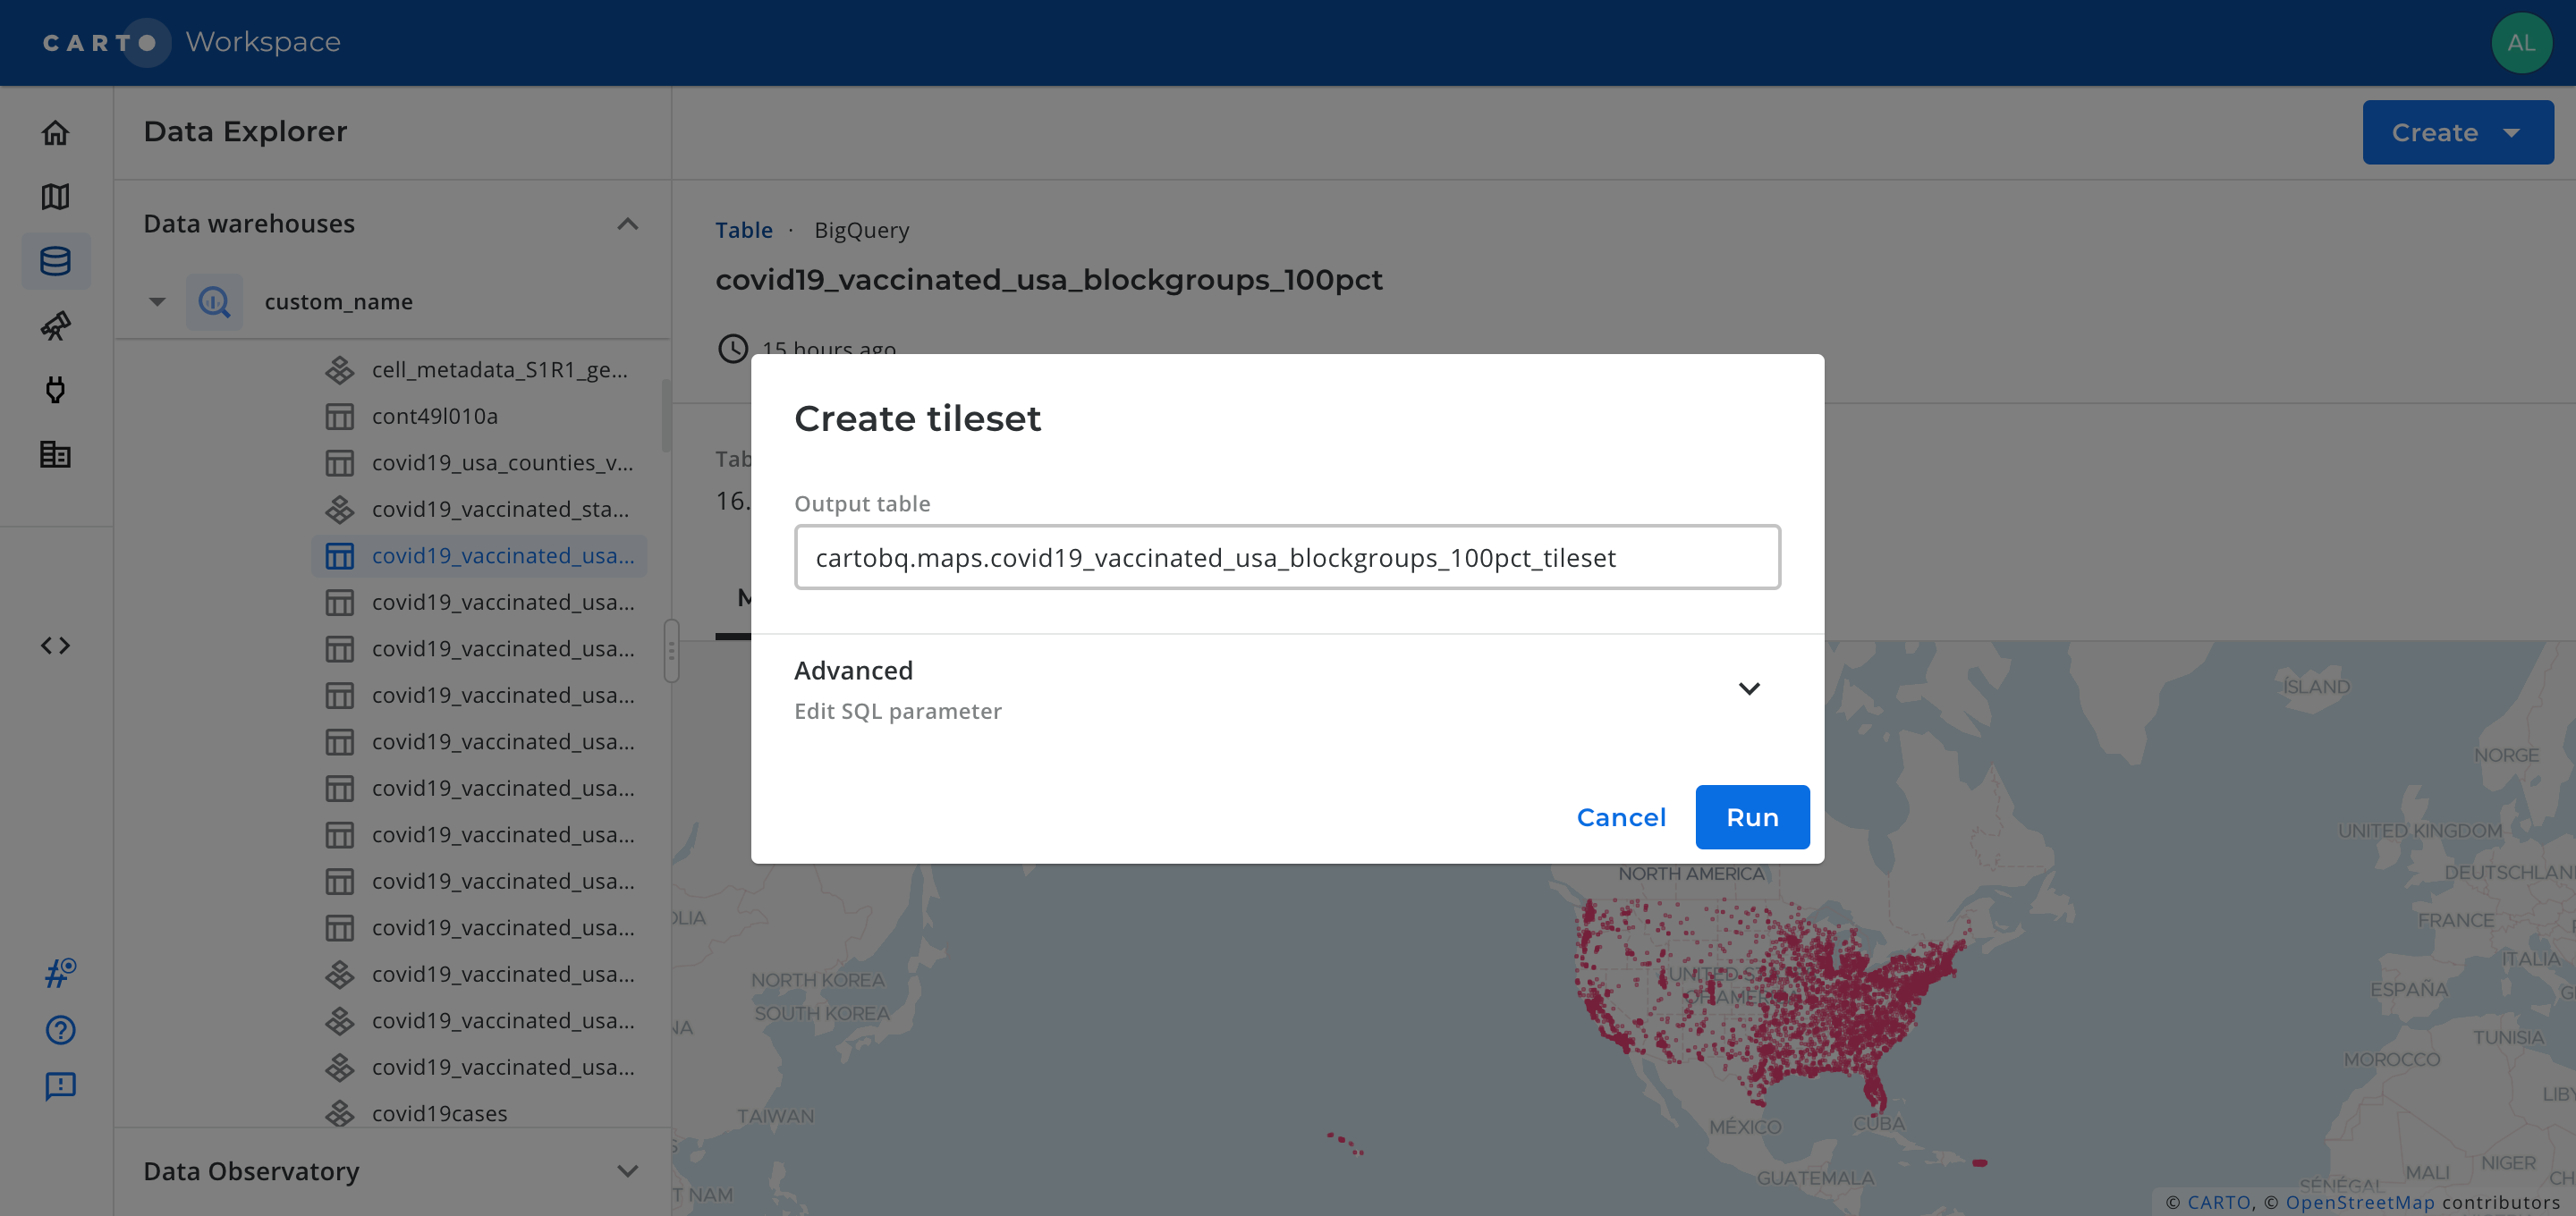 CARTO Workspace
AL
Data Explorer
Create
Data warehouses
custom_name
cell_metadata_S1R1_ge...
cont49l010a
covid19_usa_counties_v...
covid19_vaccinated_sta...
covid19_vaccinated_usa...
covid19_vaccinated_usa...
covid19_vaccinated_usa...
covid19_vaccinated_usa...
covid19_vaccinated_usa...
covid19_vaccinated_usa...
covid19_vaccinated_usa...
covid19_vaccinated_usa...
covid19_vaccinated_usa...
covid19_vaccinated_usa...
covid19_vaccinated_usa...
covid19_vaccinated_usa...
covid19cases
Data Observatory
Table · BigQuery
covid19_vaccinated_usa_blockgroups_100pct
15 hours ago
Tab
16.
Create tileset
Output table
cartobq.maps.covid19_vaccinated_usa_blockgroups_100pct_tileset
Advanced
Edit SQL parameter
Cancel
Run
ÍSLAND
NORGE
UNITED KINGDOM
DEUTSCHLAN
NORTH AMERICA
OLIA
FRANCE
ITALIA
NORTH KOREA
UNITED STATES
OF AMERICA
ESPAÑA
SOUTH KOREA
NA
TUNISIA
MOROCCO
LIBY
TAIWAN
MÉXICO
CUBA
NIGER
MALI
GUATEMALA
SÉNÉGAL
CH
T NAM
© CARTO, © OpenStreetMap contributors